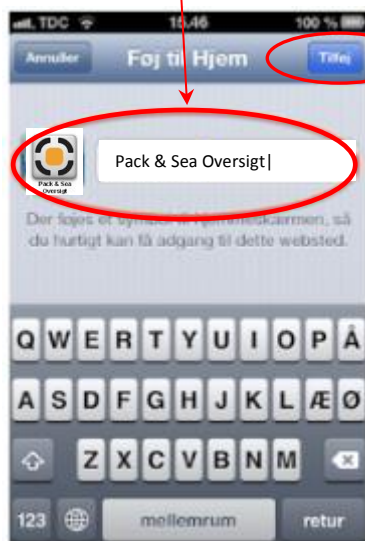 TDC 15.46 100 %
Annuller Føj til Hjem Tilføj
Pack & Sea Oversigt
Pack & Sea
Oversigt
Der føjes et symbol til hjemmeskærmen, så
du hurtigt kan få adgang til dette websted.
Q W E R T Y U I O P Å
A S D F G H J K L Æ Ø
Z X C V B N M
123 mellemrum retur